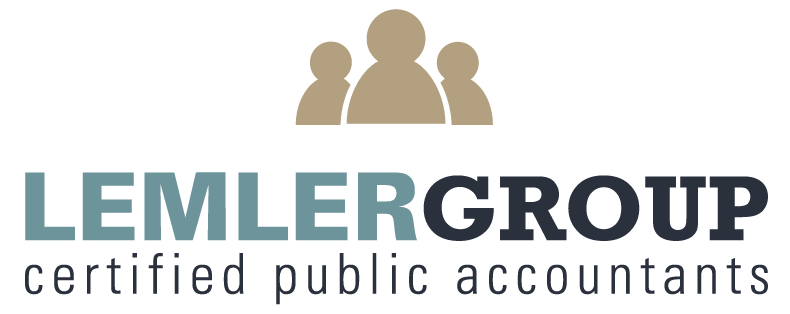 LEMLERGROUP
certified public accountants